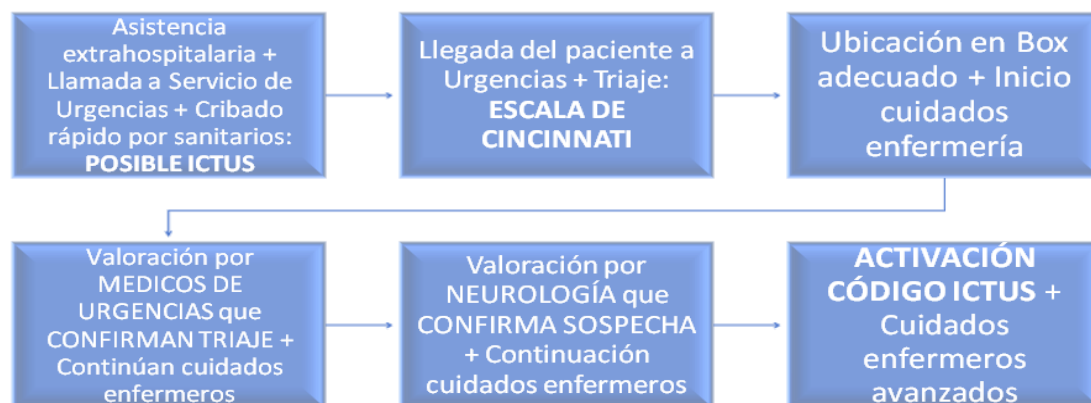 Asistencia
extrahospitalaria +
Llamada a Servicio de
Urgencias + Cribado
rápido por sanitarios:
POSIBLE ICTUS
Llegada del paciente a
Urgencias + Triaje:
ESCALA DE
CINCINNATI
Ubicación en Box
adecuado + Inicio
cuidados
enfermería
Valoración por
MEDICOS DE
URGENCIAS que
CONFIRMAN TRIAJE +
Continúan cuidados
enfermeros
Valoración por
NEUROLOGÍA que
CONFIRMA SOSPECHA
+ Continuación
cuidados enfermeros
ACTIVACIÓN
CÓDIGO ICTUS +
Cuidados
enfermeros
avanzados